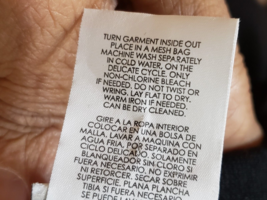 TURN GARMENT INSIDE OUT
PLACE IN A MESH BAG
MACHINE WASH SEPARATELY
IN COLD WATER, ON THE
DELICATE CYCLE. ONLY
NON-CHLORINE BLEACH
IF NEEDED. DO NOT TWIST OR
WRING. LAY FLAT TO DRY.
WARM IRON IF NEEDED.
CAN BE DRY CLEANED.
GIRE A LA ROPA INTERIOR
COLOCAR EN UNA BOLSA DE
MALLA, LAVAR A MAQUINA CON
AGUA FRIA, POR SEPARADO EN
CICLO DELICADO. SOLAMENTE
BLANQUEADOR SIN CLORO SI
FUERA NECESARIO. NO EXPRIMIR
NI RETORCER. SECAR SOBRE
SUPERFICIE. PLANA PLANCHA
TIBIA SI FUERA NECESARIO
SE PUEDE